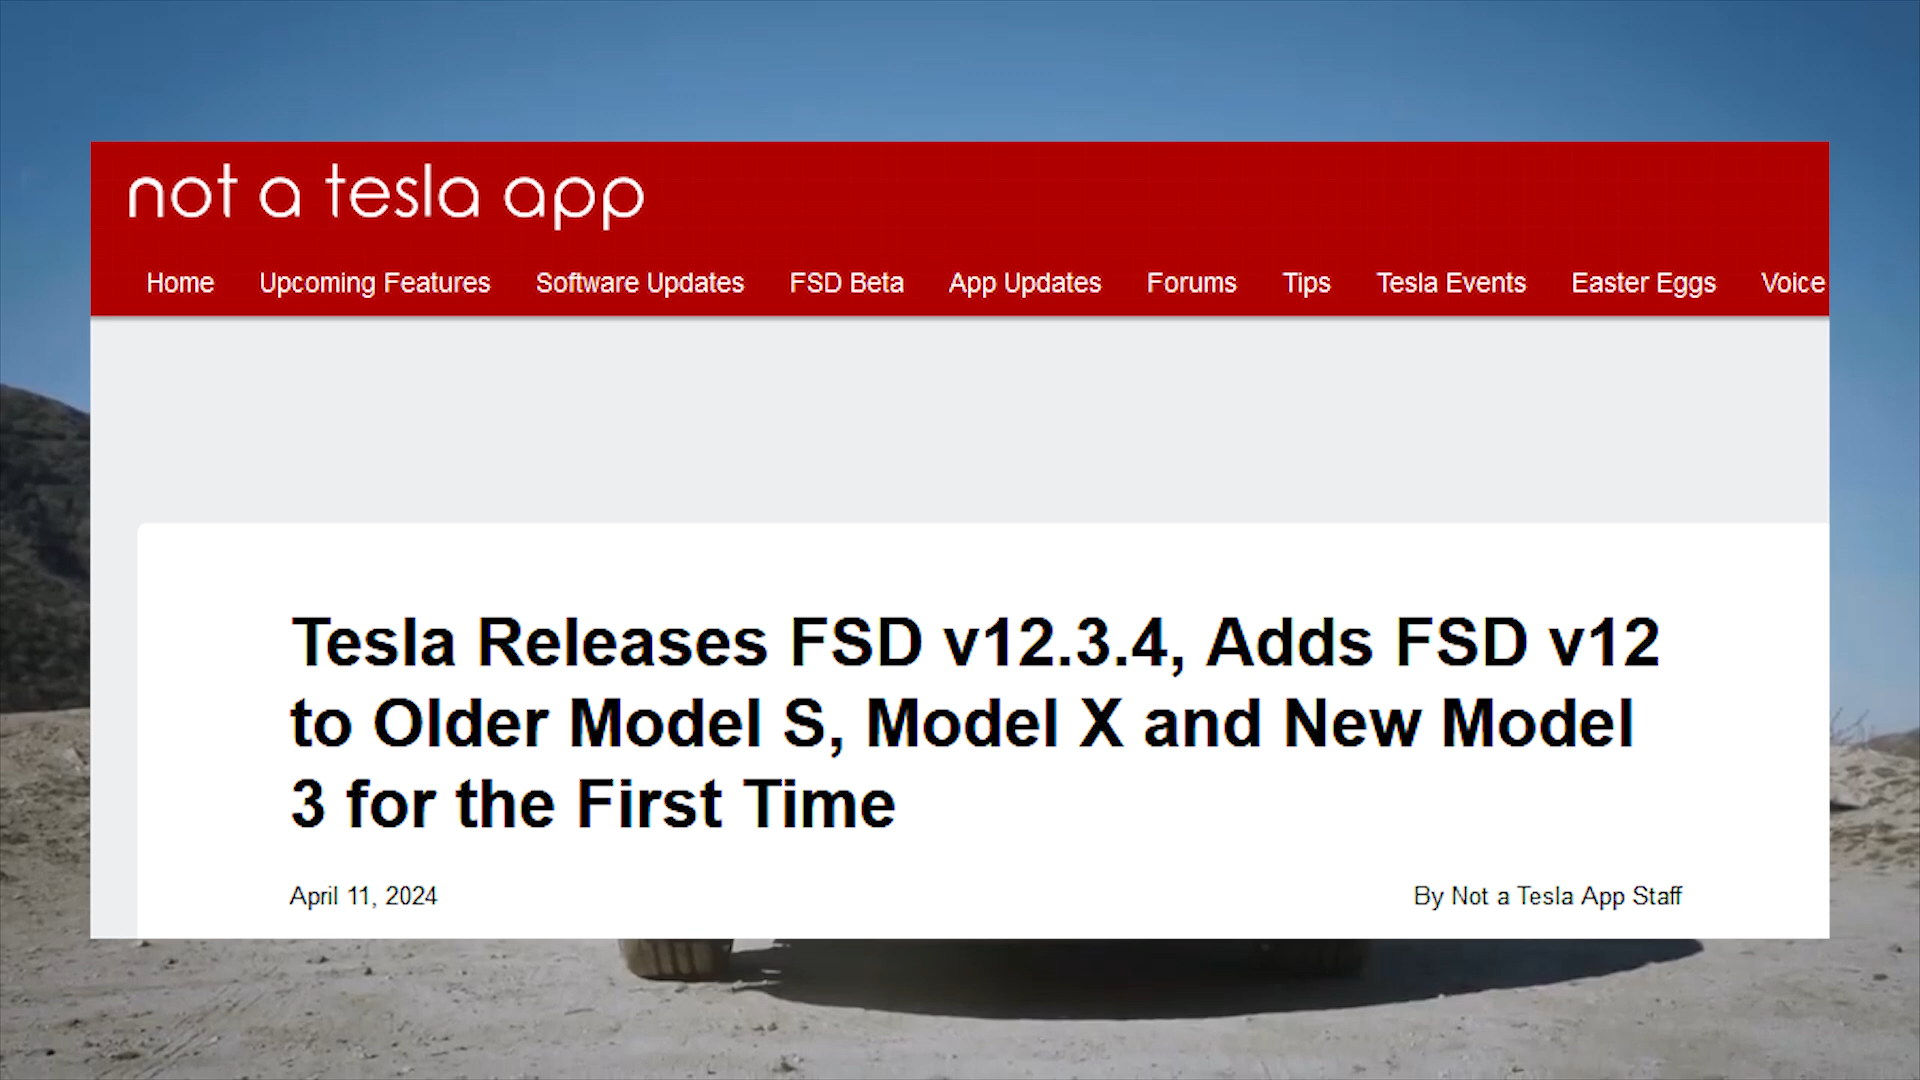 not a tesla app
Home Upcoming Features Software Updates FSD Beta App Updates Forums Tips Tesla Events Easter Eggs Voice
Tesla Releases FSD v12.3.4, Adds FSD v12
to Older Model S, Model X and New Model
3 for the First Time
April 11, 2024 By Not a Tesla App Staff